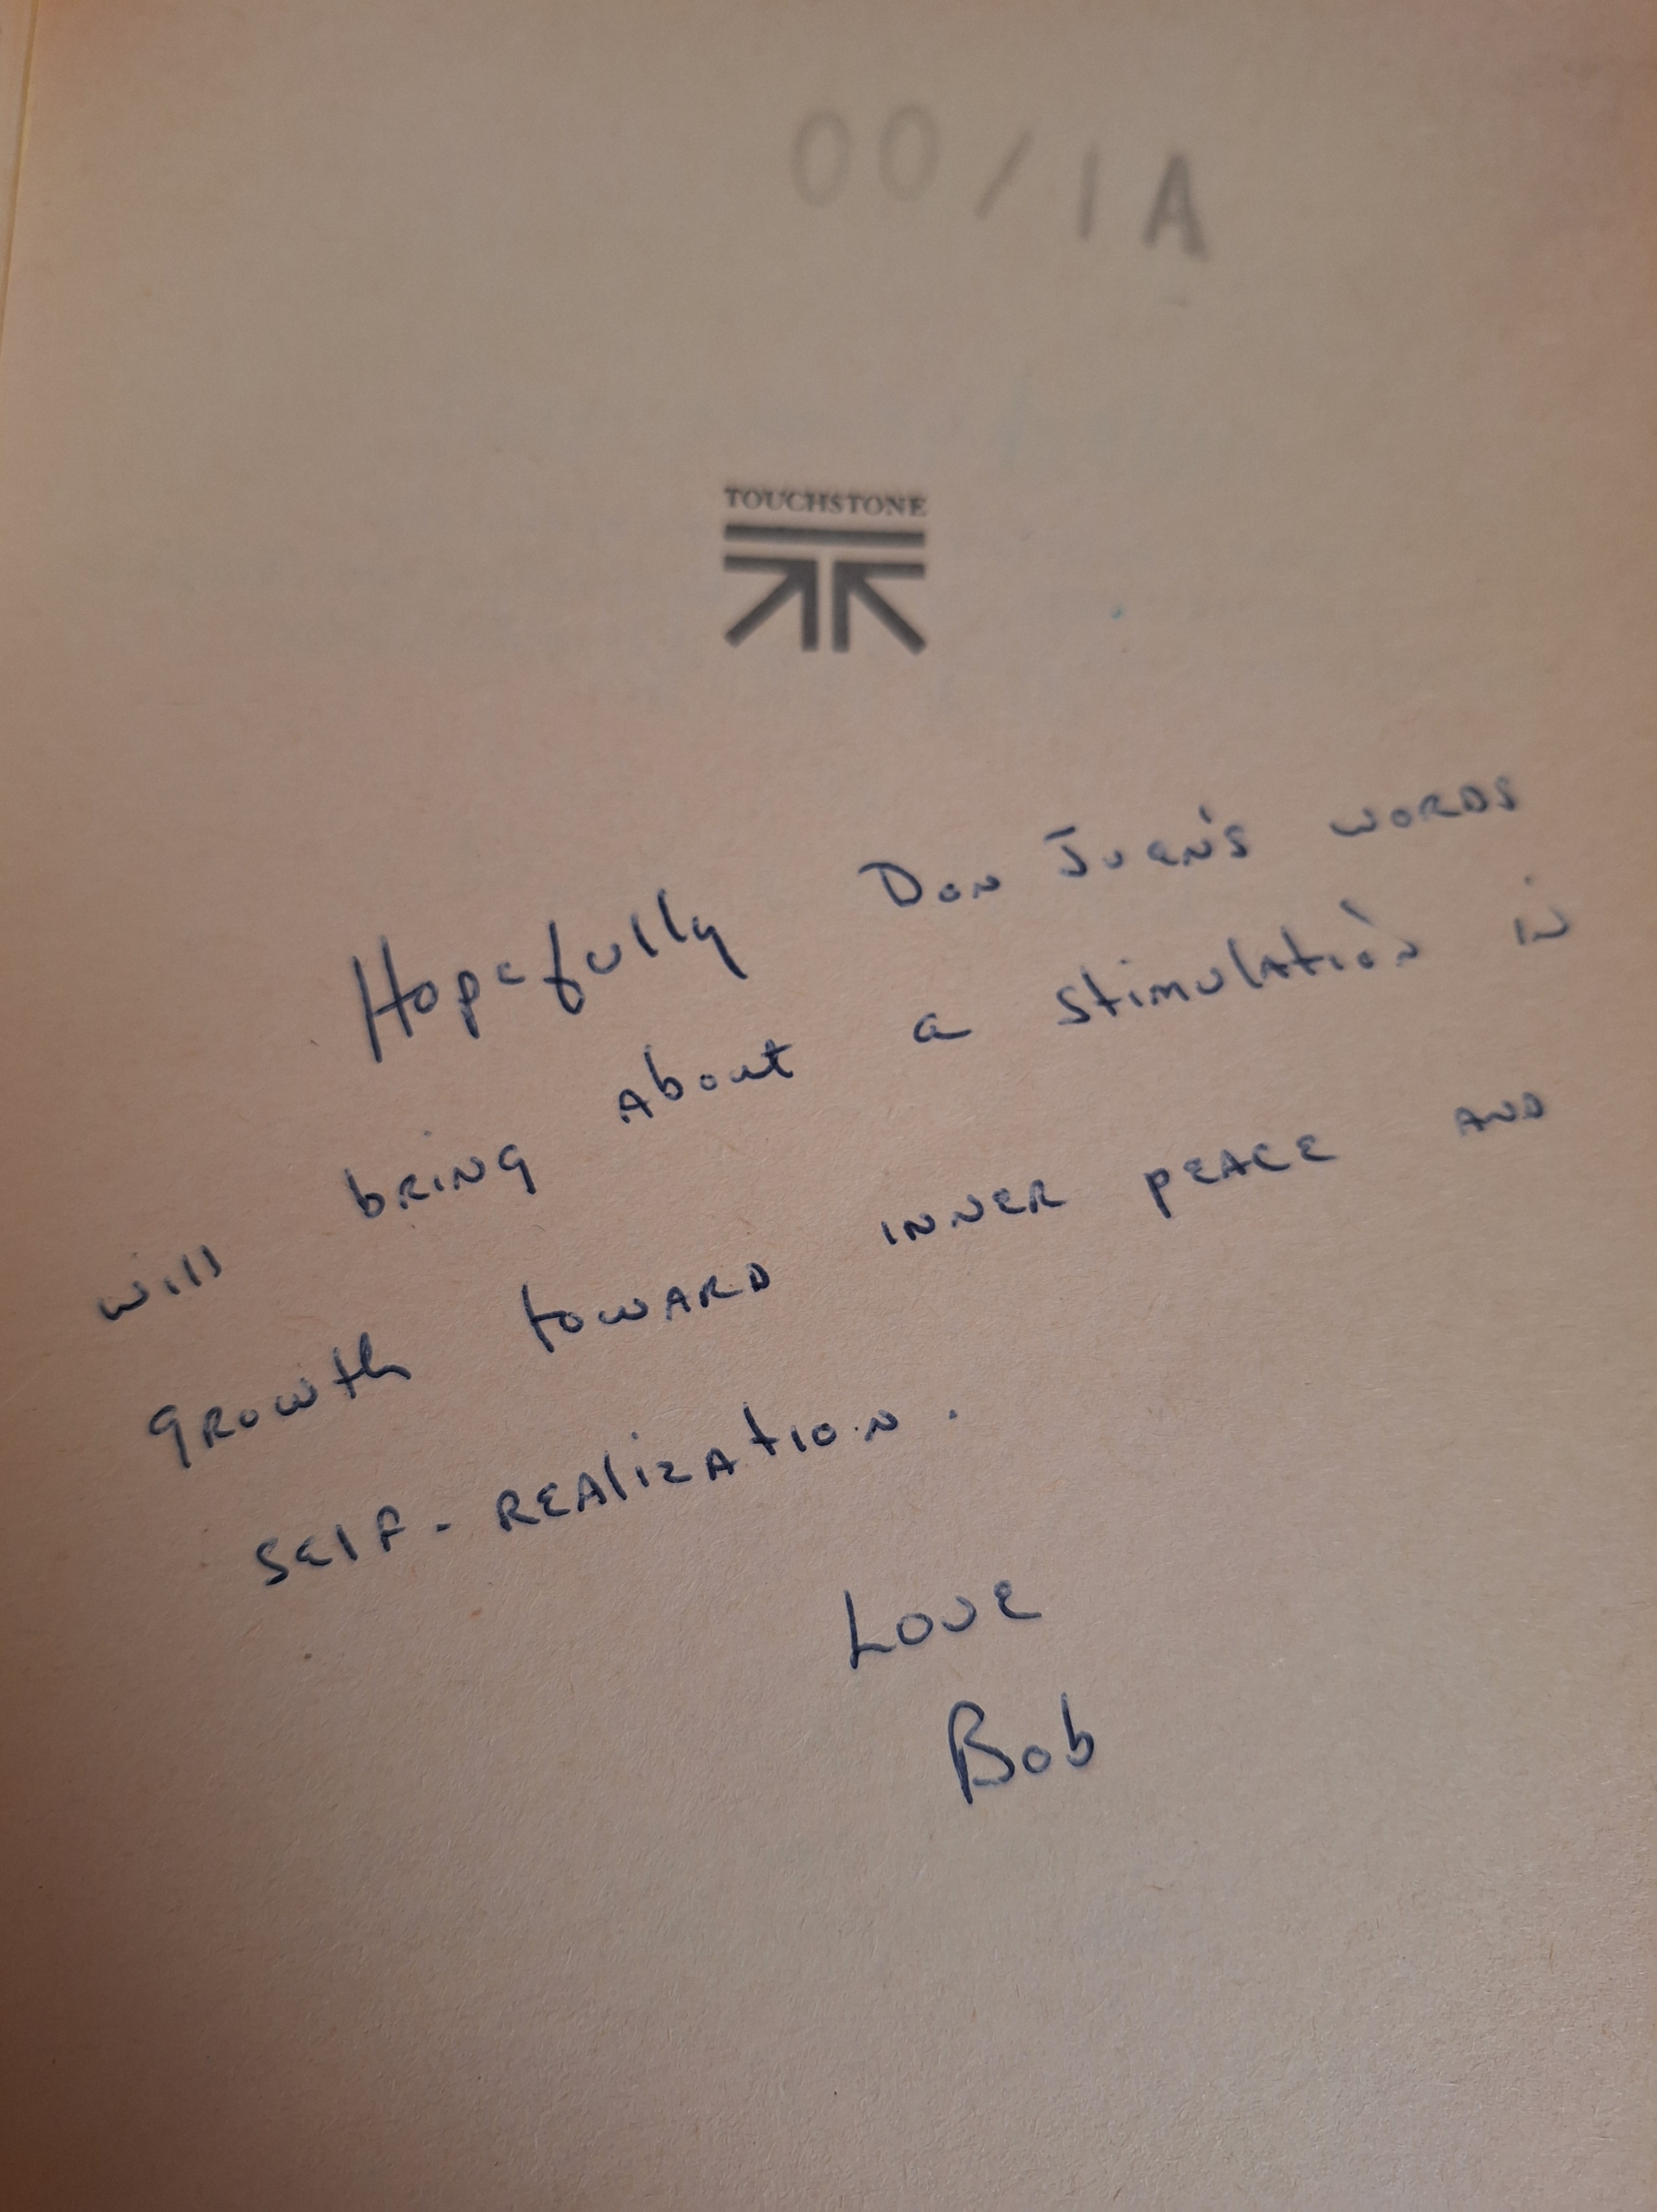 00/1A
TOUCHSTONE
Hopefully Don Juan's words
will bring About a stimulation in
growth toward inner peace and
self-realization.
Love
Bob